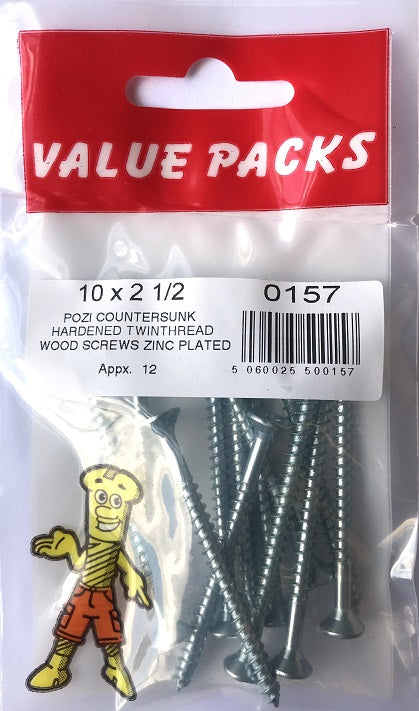 VALUE PACKS
10 x 2 1/2
POZI COUNTERSUNK
HARDENED TWINTHREAD
WOOD SCREWS ZINC PLATED
Appx. 12
0157
5 060025 500157